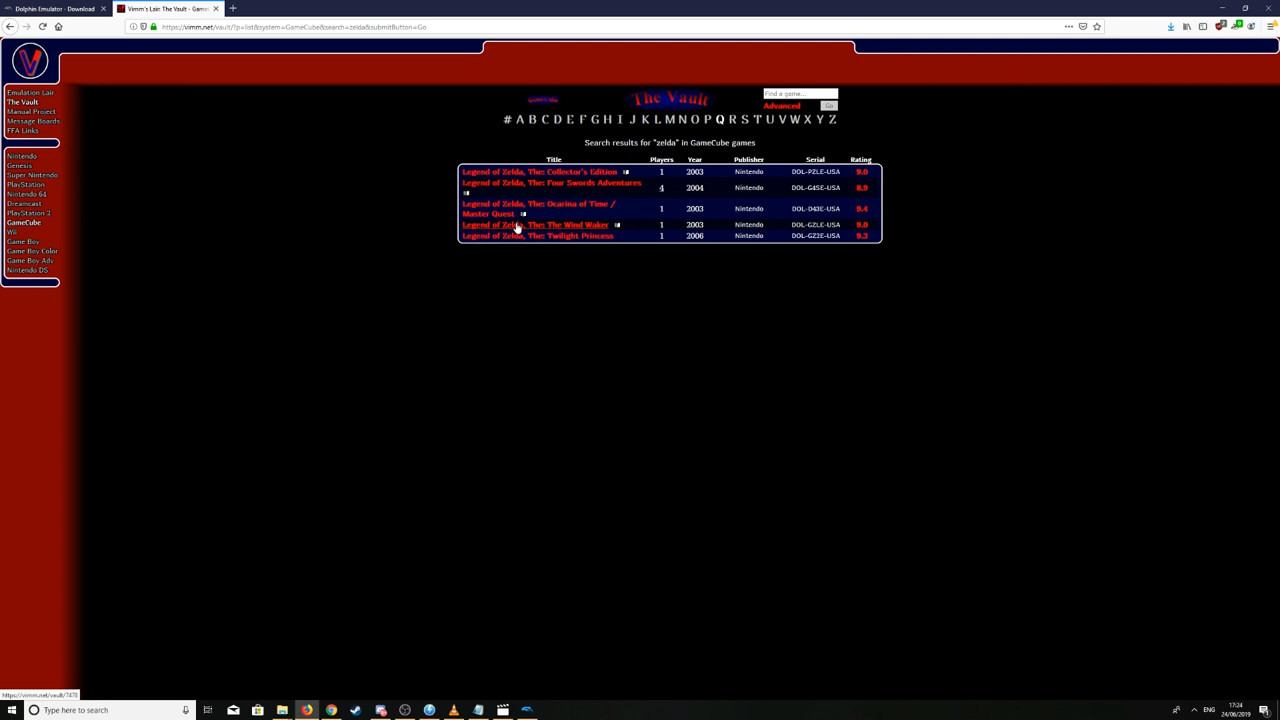 Dolphin Emulator - Download
Vimm's Lair: The Vault - Gam
https://vimm.net/vault/?p=list&system=GameCube&search=zelda&submitButton=Go
Emulation Lair
The Vault
Manual Project
Message Boards
FFA Links
Nintendo
Genesis
Super Nintendo
PlayStation
Nintendo 64
Dreamcast
PlayStation 2
GameCube
Wii
Game Boy
Game Boy Color
Game Boy Adv
Nintendo DS
GameCube
The Vault
Find a game...
Advanced
Go
# A B C D E F G H I J K L M N O P Q R S T U V W X Y Z
Search results for "zelda" in GameCube games
Title Players Year Publisher Serial Rating
Legend of Zelda, The: Collector's Edition 1 2003 Nintendo DOL-PZLE-USA 9.0
Legend of Zelda, The: Four Swords Adventures 4 2004 Nintendo DOL-G4SE-USA 8.9
Legend of Zelda, The: Ocarina of Time /
Master Quest 1 2003 Nintendo DOL-D43E-USA 9.4
Legend of Zelda, The: The Wind Waker 1 2003 Nintendo DOL-GZLE-USA 9.0
Legend of Zelda, The: Twilight Princess 1 2006 Nintendo DOL-GZ2E-USA 9.3
https://vimm.net/vault/7478
Type here to search
ENG
17:24
24/06/2019